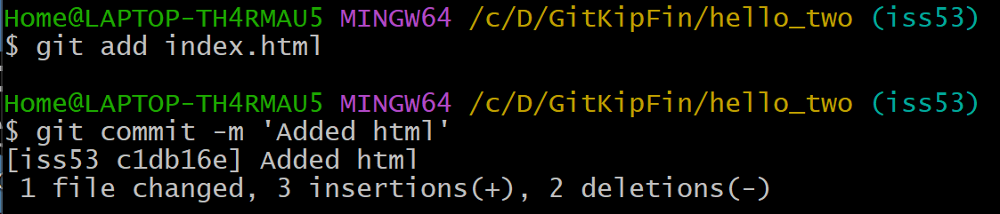 Home@LAPTOP-TH4RMAU5 MINGW64 /c/D/GitKipFin/hello_two (iss53)
$ git add index.html
Home@LAPTOP-TH4RMAU5 MINGW64 /c/D/GitKipFin/hello_two (iss53)
$ git commit -m 'Added html'
[iss53 c1db16e] Added html
 1 file changed, 3 insertions(+), 2 deletions(-)